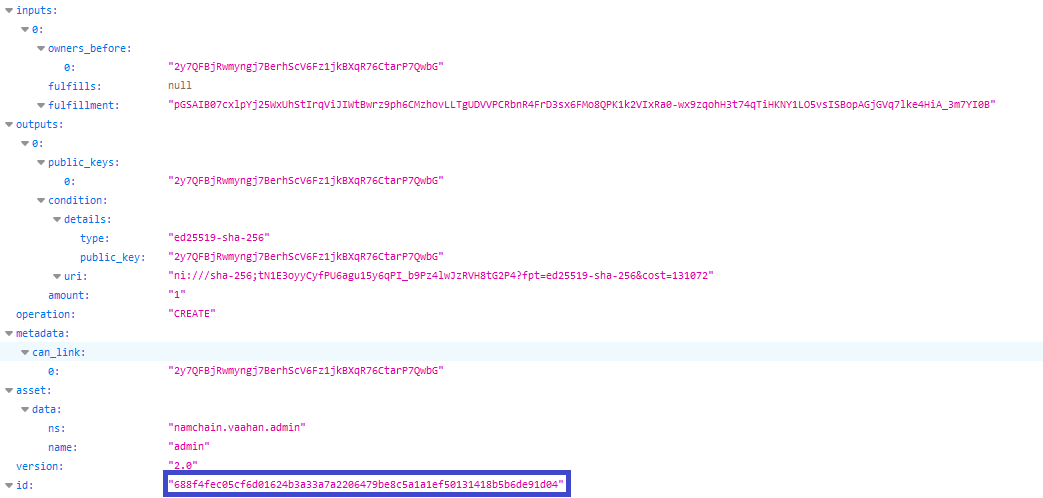 inputs:
0:
owners_before:
0: "2y7QFBjRwmyngj7BerhScV6Fz1jkBXqR76CtarP7QwbG"
fulfills: null
fulfillment: "pGSAIB07cxlpYj25WxUhStIrqViJIWtBwrz9ph6CMzhovLLTgUDVVPCRbnR4FrD3sx6FMo8QPK1k2VIxRa0-wx9zqohH3t74qTiHKNY1LO5vsISBopAGjGVq7lke4HiA_3m7YI0B"
outputs:
0:
public_keys:
0: "2y7QFBjRwmyngj7BerhScV6Fz1jkBXqR76CtarP7QwbG"
condition:
details:
type: "ed25519-sha-256"
public_key: "2y7QFBjRwmyngj7BerhScV6Fz1jkBXqR76CtarP7QwbG"
uri: "ni:///sha-256;tN1E3oyyCyfPU6agu15y6qPI_b9Pz4lwJzRVH8tG2P4?fpt=ed25519-sha-256&cost=131072"
amount: "1"
operation: "CREATE"
metadata:
can_link:
0: "2y7QFBjRwmyngj7BerhScV6Fz1jkBXqR76CtarP7QwbG"
asset:
data:
ns: "namchain.vaahan.admin"
name: "admin"
version: "2.0"
id: "688f4fec05cf6d01624b3a33a7a2206479be8c5a1a1ef50131418b5b6de91d04"